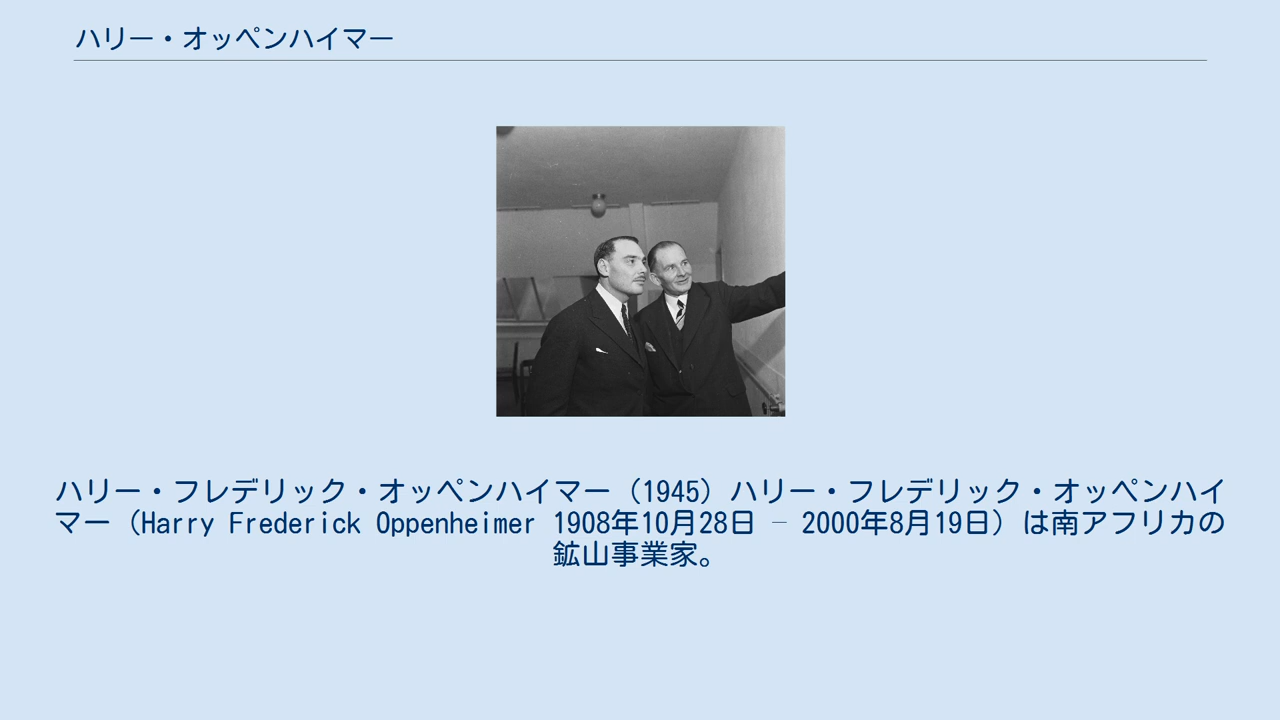 ハリー・オッペンハイマー
ハリー・フレデリック・オッペンハイマー（1945）ハリー・フレデリック・オッペンハイ
マー（Harry Frederick Oppenheimer 1908年10月28日 – 2000年8月19日）は南アフリカの
鉱山事業家。